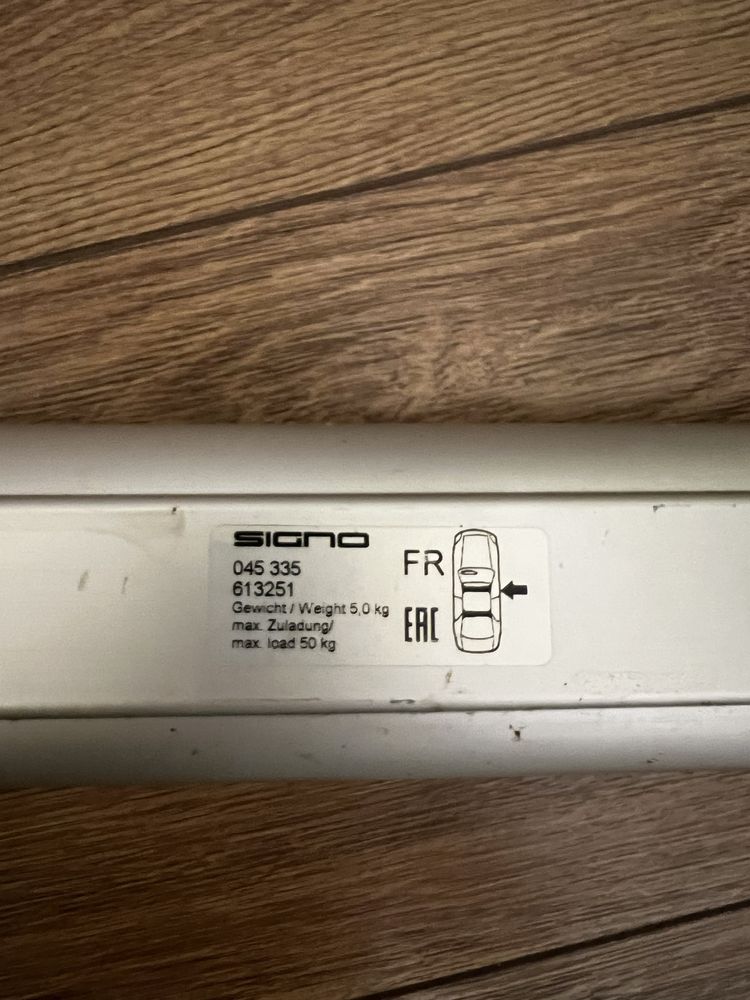 SIGNO
045 335
613251
Gewicht / Weight 5,0 kg
max. Zuladung/
max. load 50 kg
FR
EAC